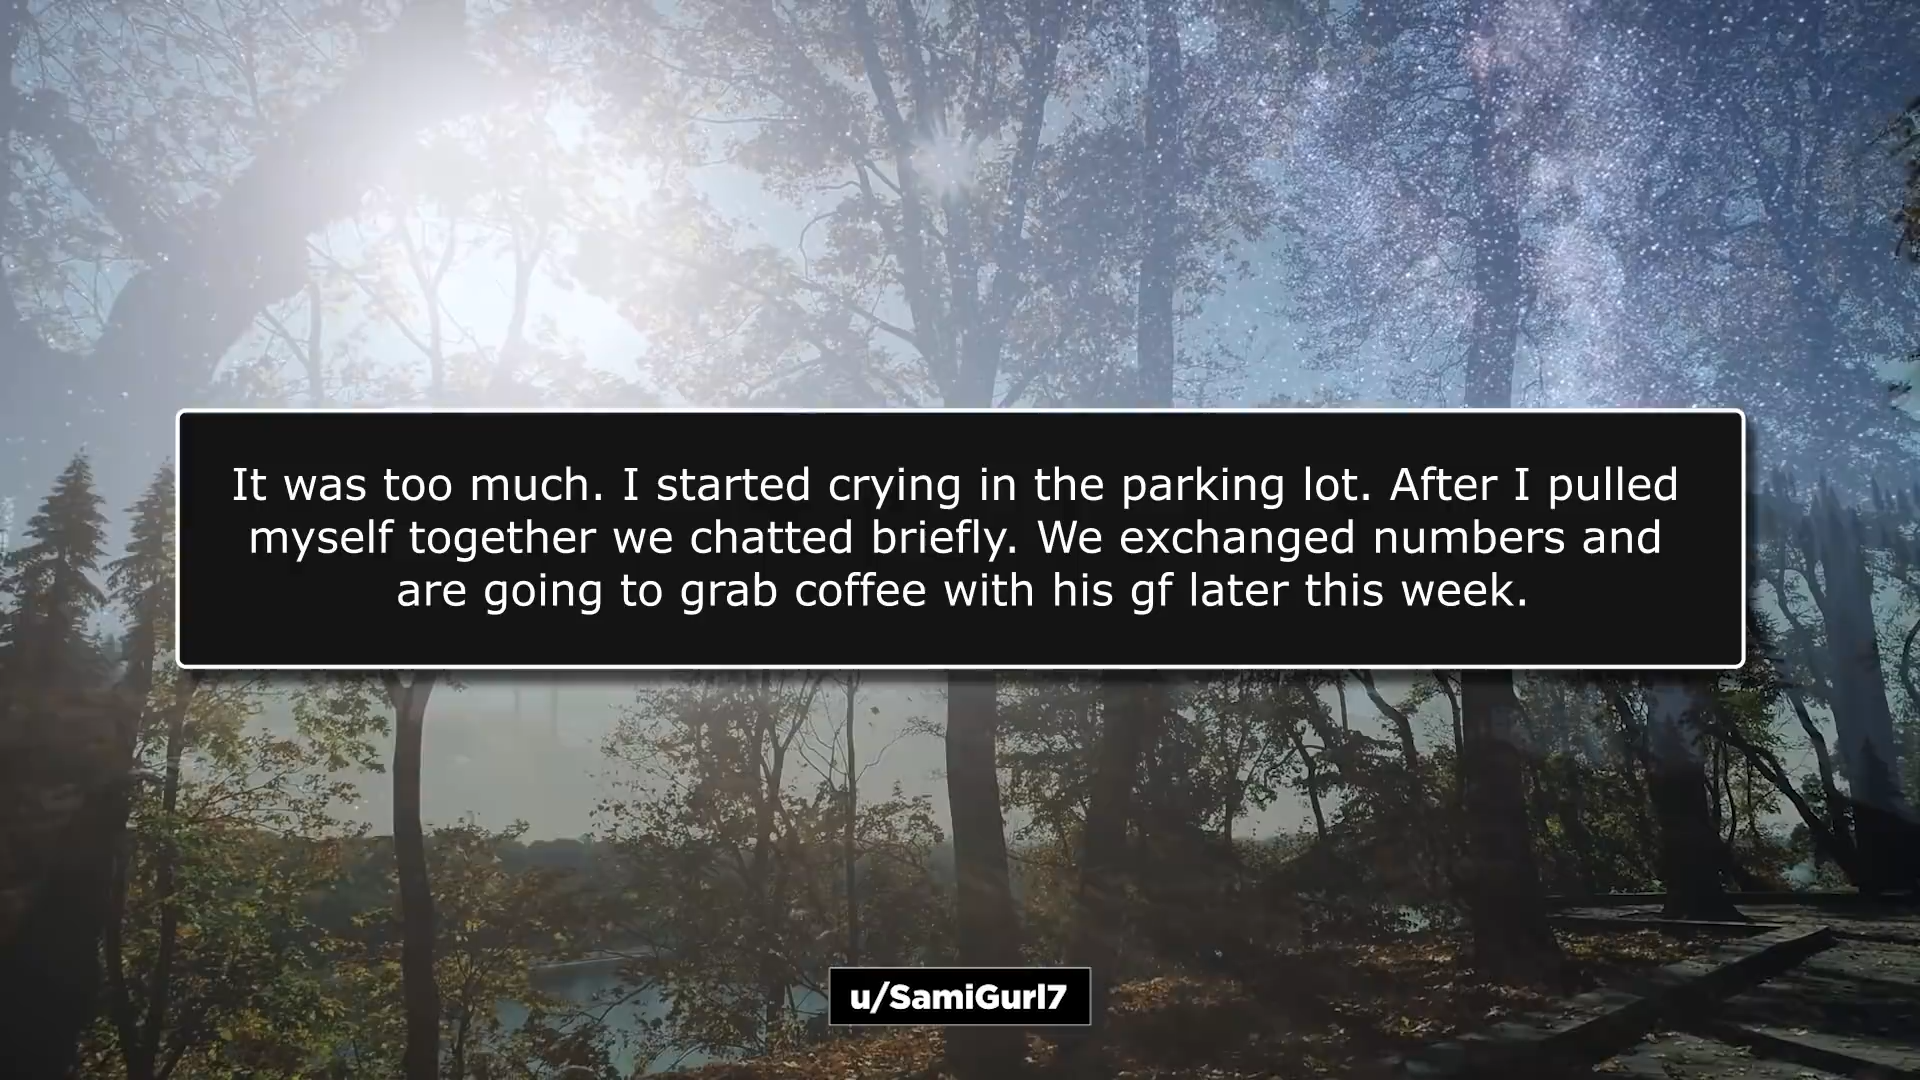 It was too much. I started crying in the parking lot. After I pulled
myself together we chatted briefly. We exchanged numbers and
are going to grab coffee with his gf later this week.
u/SamiGurl7